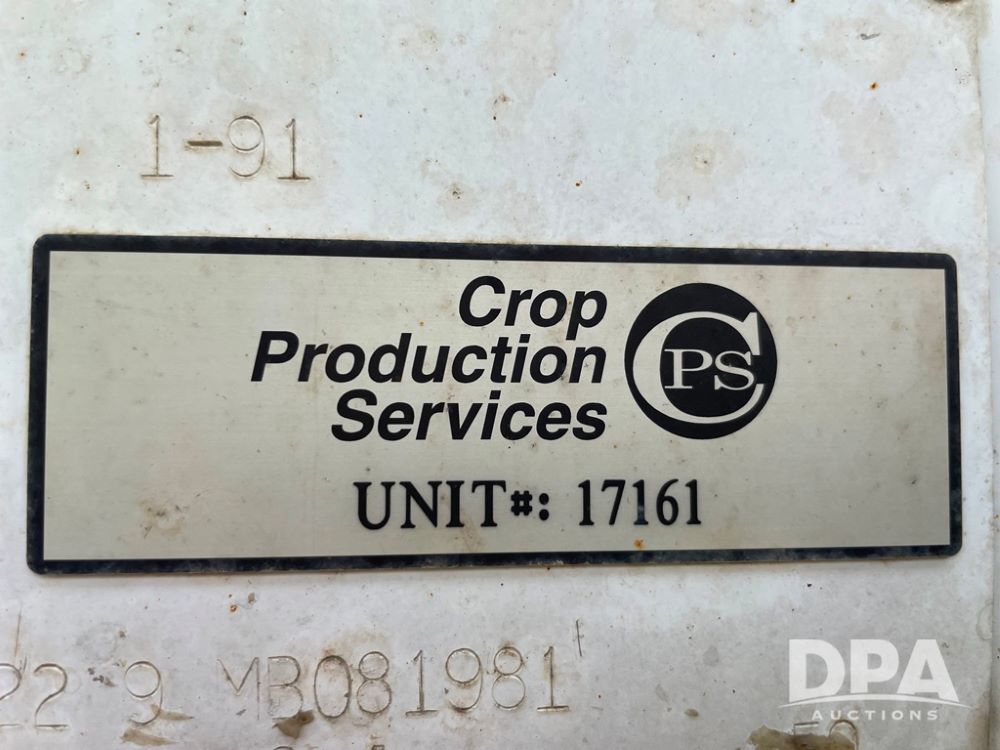 1-91
Crop
Production
Services
CPS
UNIT#: 17161
22 9 MB081981
DPA
AUCTIONS